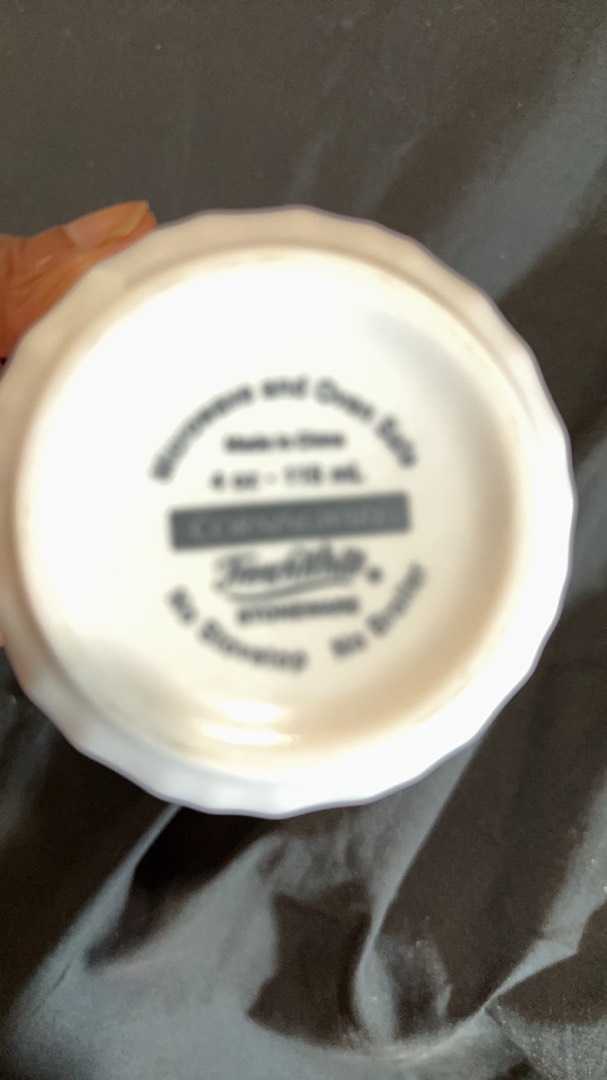 Microwave and Oven Safe
Made in China
4 oz - 118 mL
CORNINGWARE
STONEWARE
No Stovetop No Broiler